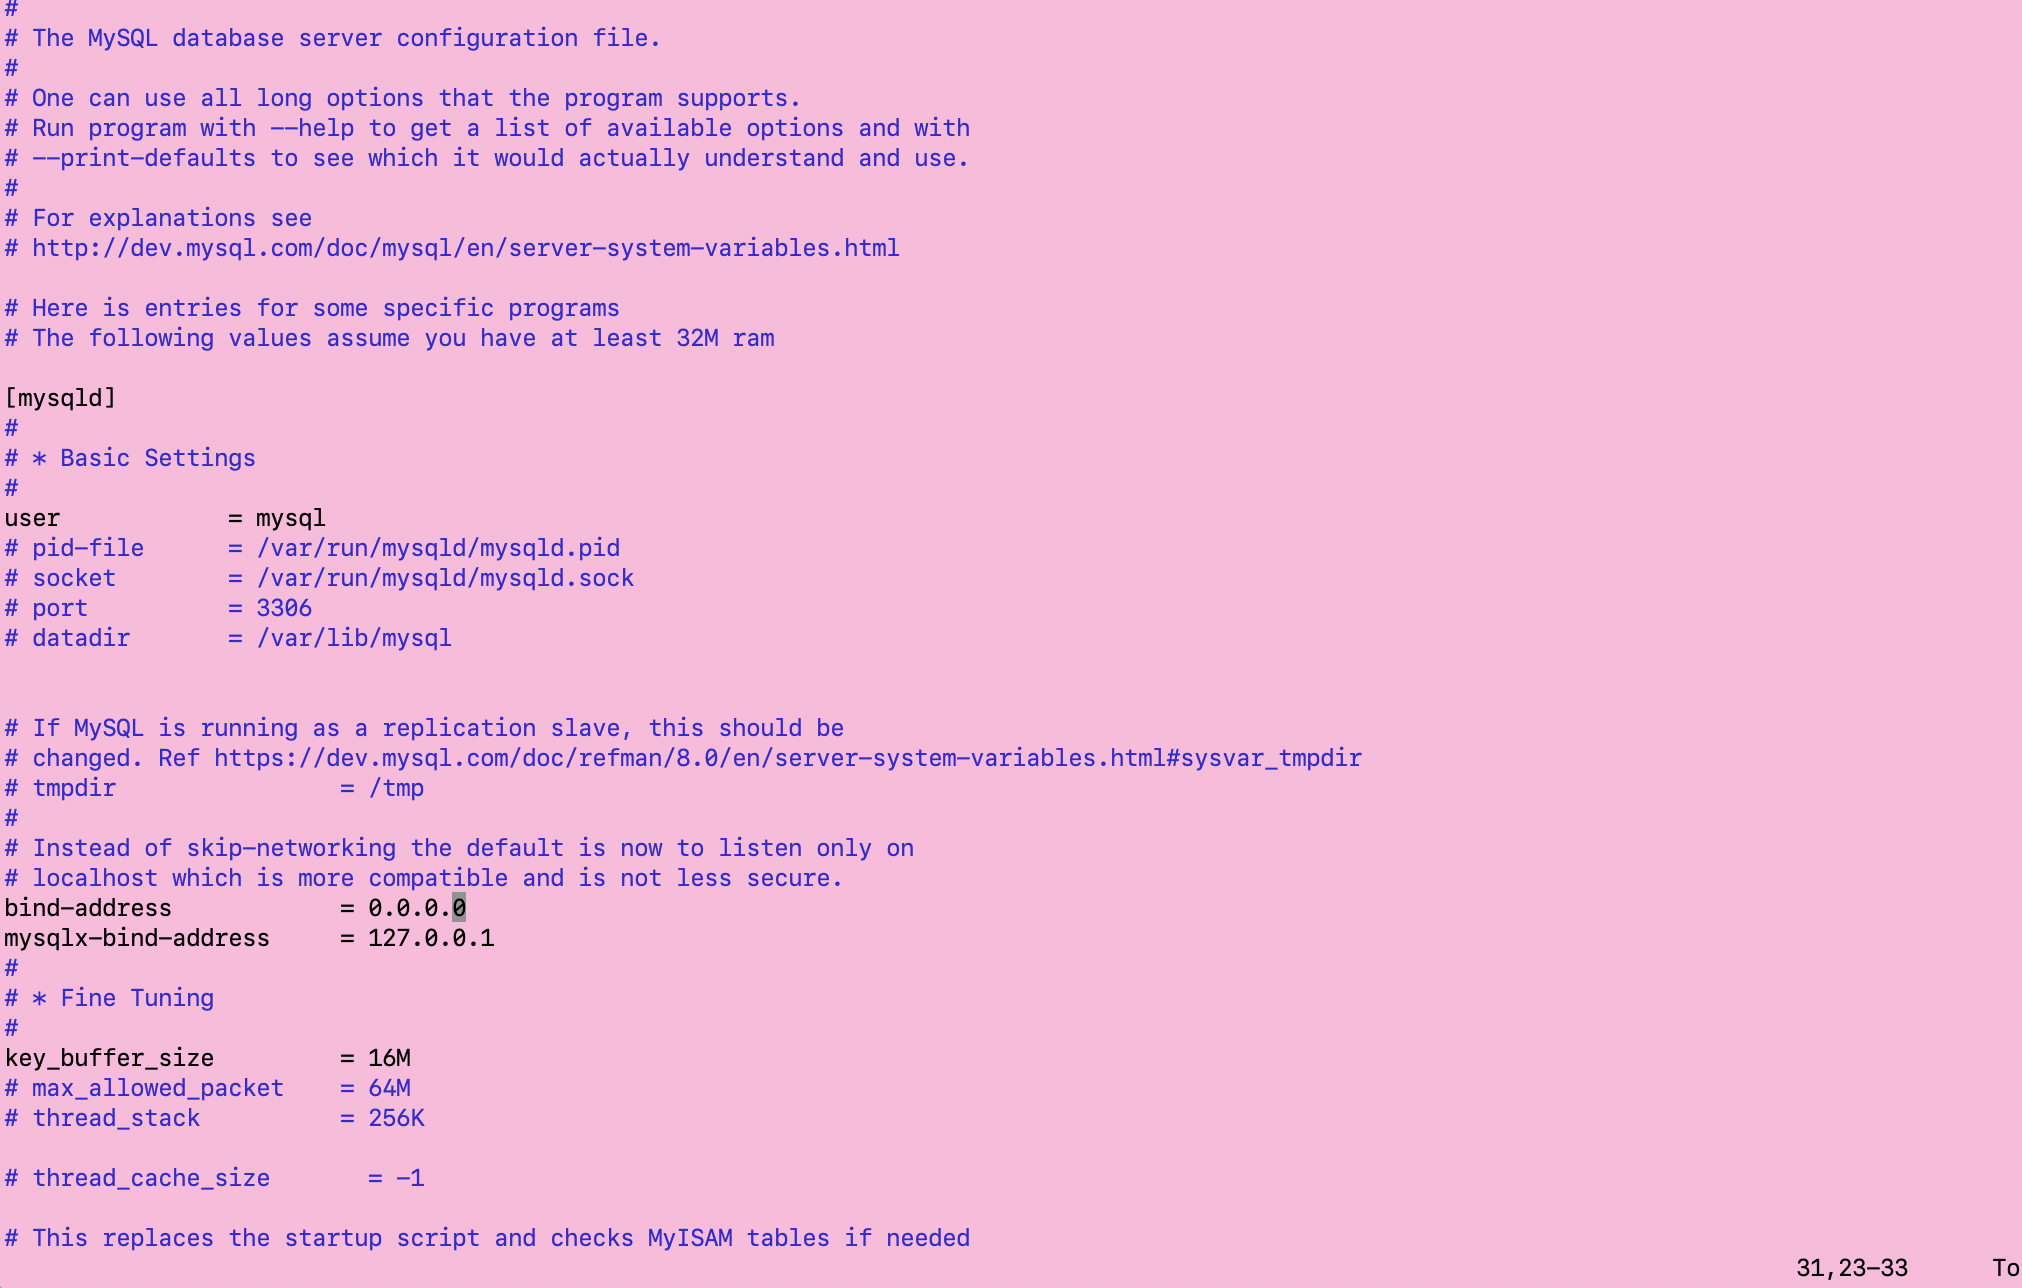 #
# The MySQL database server configuration file.
#
# One can use all long options that the program supports.
# Run program with --help to get a list of available options and with
# --print-defaults to see which it would actually understand and use.
#
# For explanations see
# http://dev.mysql.com/doc/mysql/en/server-system-variables.html

# Here is entries for some specific programs
# The following values assume you have at least 32M ram

[mysqld]
#
# * Basic Settings
#
user            = mysql
# pid-file      = /var/run/mysqld/mysqld.pid
# socket        = /var/run/mysqld/mysqld.sock
# port          = 3306
# datadir       = /var/lib/mysql


# If MySQL is running as a replication slave, this should be
# changed. Ref https://dev.mysql.com/doc/refman/8.0/en/server-system-variables.html#sysvar_tmpdir
# tmpdir                = /tmp
#
# Instead of skip-networking the default is now to listen only on
# localhost which is more compatible and is not less secure.
bind-address            = 0.0.0.0
mysqlx-bind-address     = 127.0.0.1
#
# * Fine Tuning
#
key_buffer_size         = 16M
# max_allowed_packet    = 64M
# thread_stack          = 256K

# thread_cache_size       = -1

# This replaces the startup script and checks MyISAM tables if needed
31,23-33      To